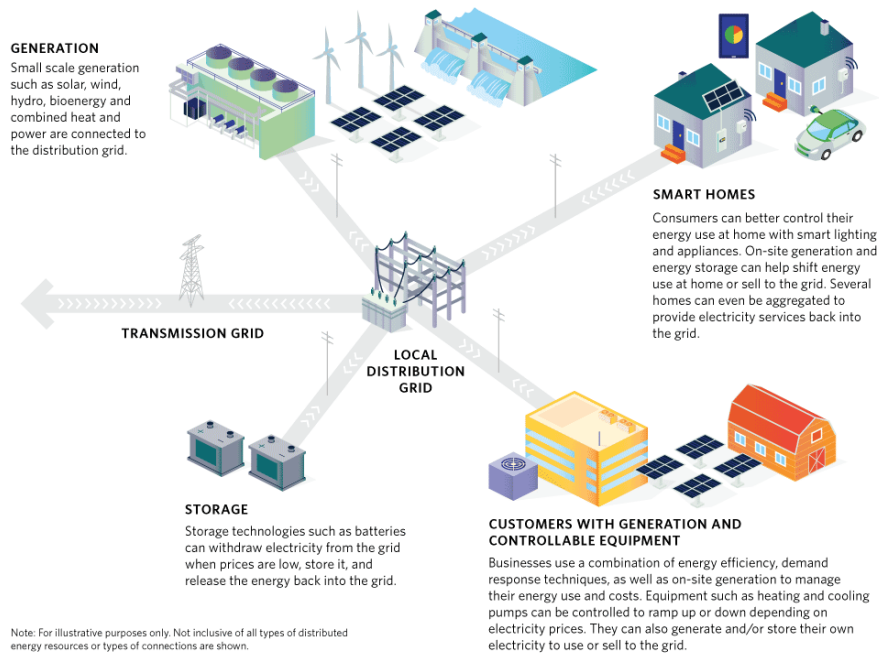 GENERATION
Small scale generation
such as solar, wind,
hydro, bioenergy and
combined heat and
power are connected to
the distribution grid.
SMART HOMES
Consumers can better control their
energy use at home with smart lighting
and appliances. On-site generation and
energy storage can help shift energy
use at home or sell to the grid. Several
homes can even be aggregated to
provide electricity services back into
the grid.
TRANSMISSION GRID
LOCAL
DISTRIBUTION
GRID
STORAGE
Storage technologies such as batteries
can withdraw electricity from the grid
when prices are low, store it, and
release the energy back into the grid.
CUSTOMERS WITH GENERATION AND
CONTROLLABLE EQUIPMENT
Businesses use a combination of energy efficiency, demand
response techniques, as well as on-site generation to manage
their energy use and costs. Equipment such as heating and cooling
pumps can be controlled to ramp up or down depending on
electricity prices. They can also generate and/or store their own
electricity to use or sell to the grid.
Note: For illustrative purposes only. Not inclusive of all types of distributed
energy resources or types of connections are shown.